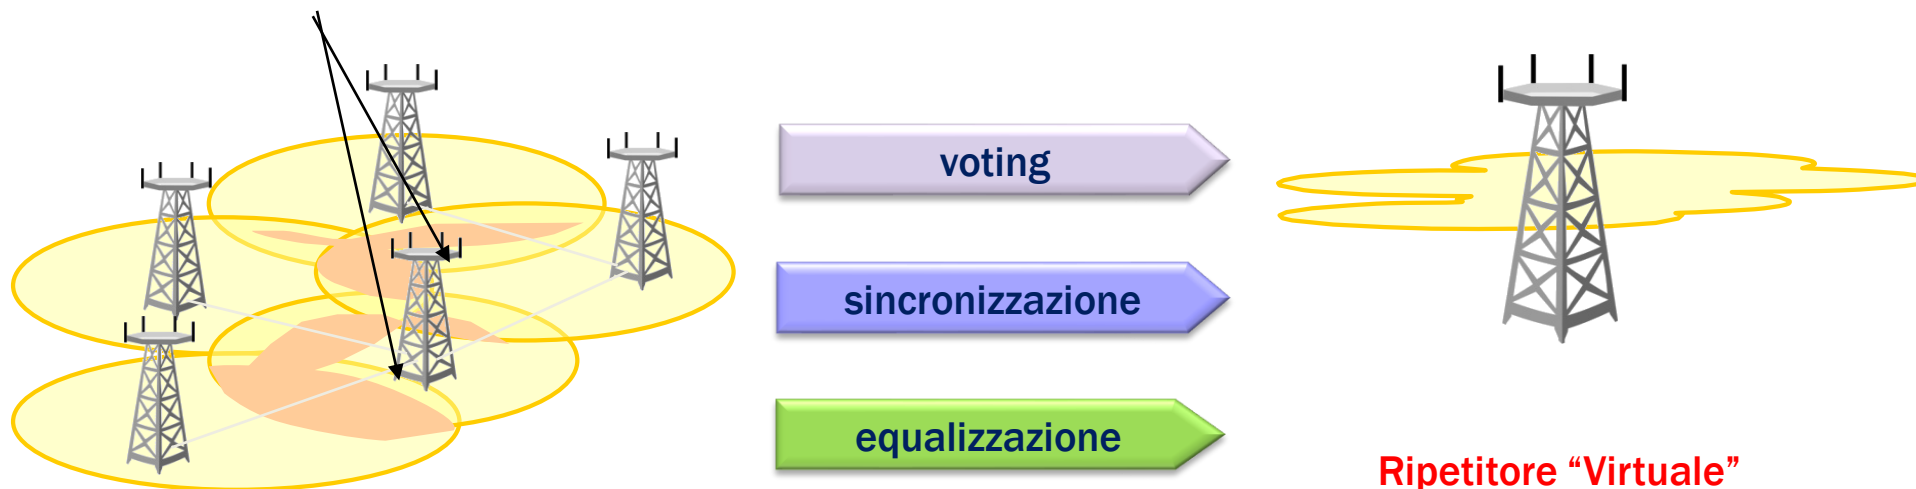 voting
sincronizzazione
equalizzazione
Ripetitore “Virtuale”